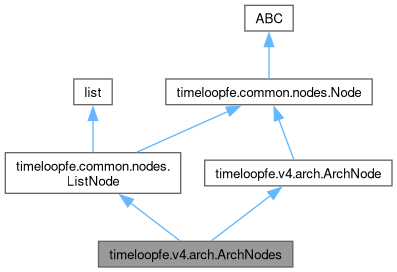 ABC
list
timeloopfe.common.nodes.Node
timeloopfe.common.nodes.
ListNode
timeloopfe.v4.arch.ArchNode
timeloopfe.v4.arch.ArchNodes